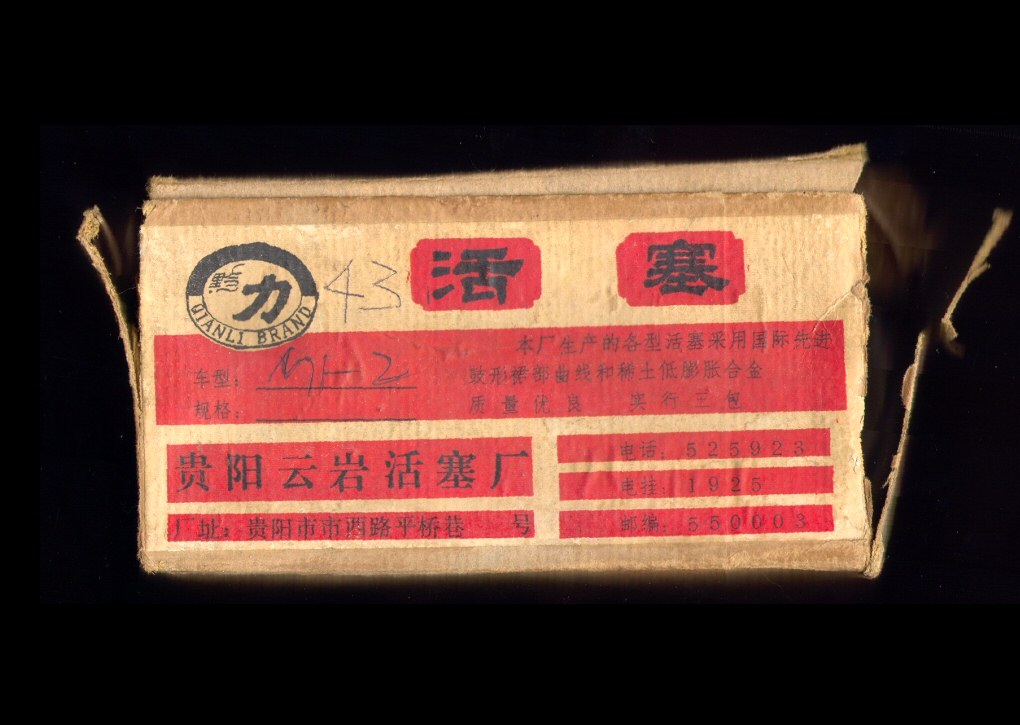 黔力
QIANLI BRAND
43
活塞
本厂生产的各型活塞采用国际先进
车型：
鼓形裙部曲线和稀土低膨胀合金
规格：
质量优良 实行三包
贵阳云岩活塞厂
电话：525923
电挂：1925
厂址：贵阳市市西路平桥巷 号
邮编：550003